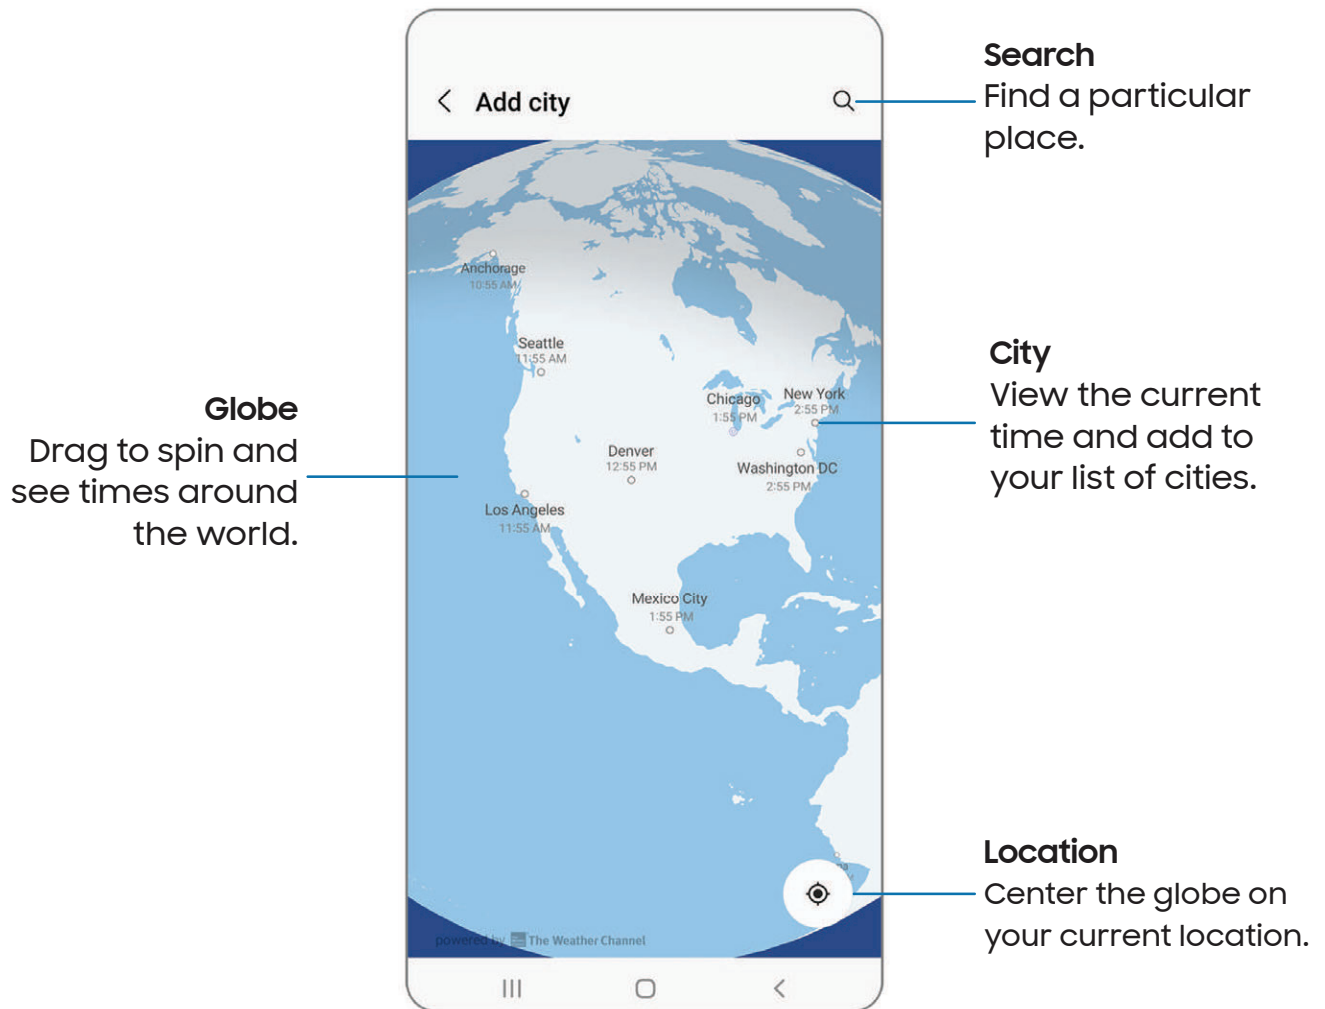 Add city
Search
Find a particular
place.
Anchorage
10:55 AM
Seattle
11:55 AM
Chicago
1:55 PM
New York
2:55 PM
City
View the current
time and add to
your list of cities.
Globe
Drag to spin and
see times around
the world.
Denver
12:55 PM
Washington DC
2:55 PM
Los Angeles
11:55 AM
Mexico City
1:55 PM
Location
Center the globe on
your current location.
powered by The Weather Channel